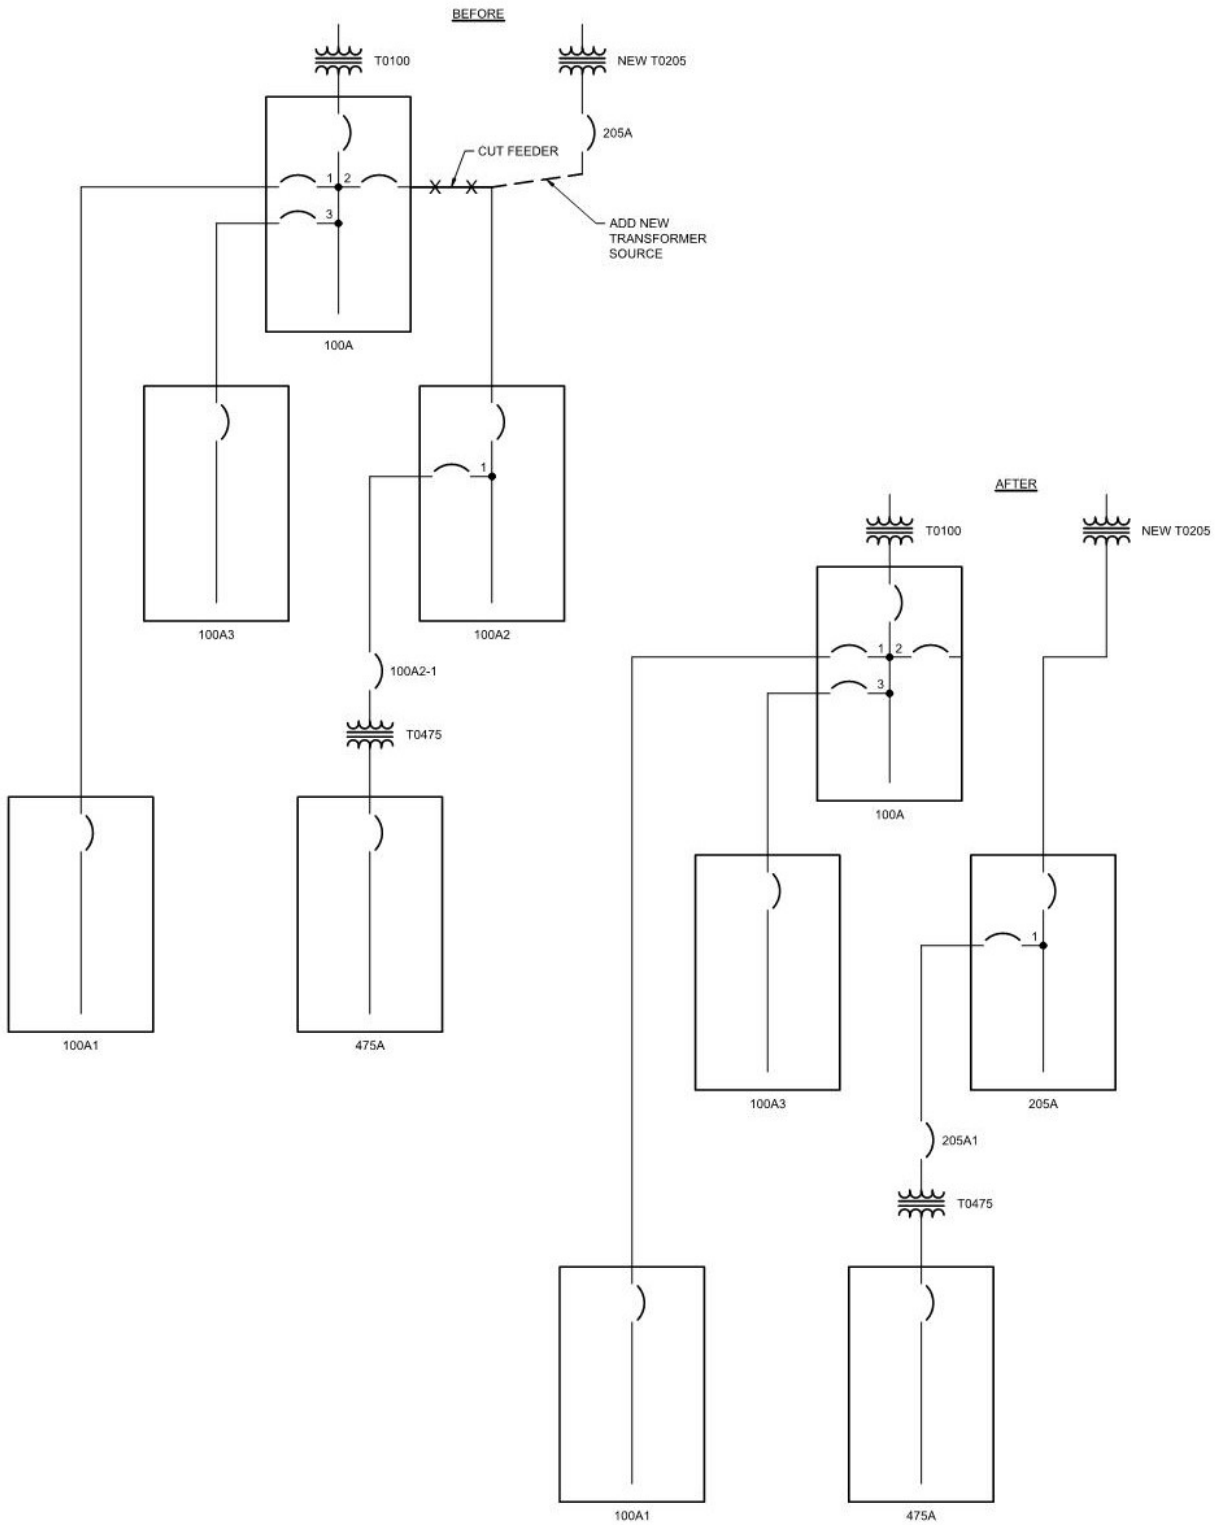 BEFORE
T0100
NEW T0205
205A
CUT FEEDER
1 2
3
ADD NEW
TRANSFORMER
SOURCE
100A
1
100A3
100A2
100A2-1
T0475
100A1
475A
AFTER
T0100
NEW T0205
1 2
3
100A
1
100A3
205A
205A1
T0475
100A1
475A